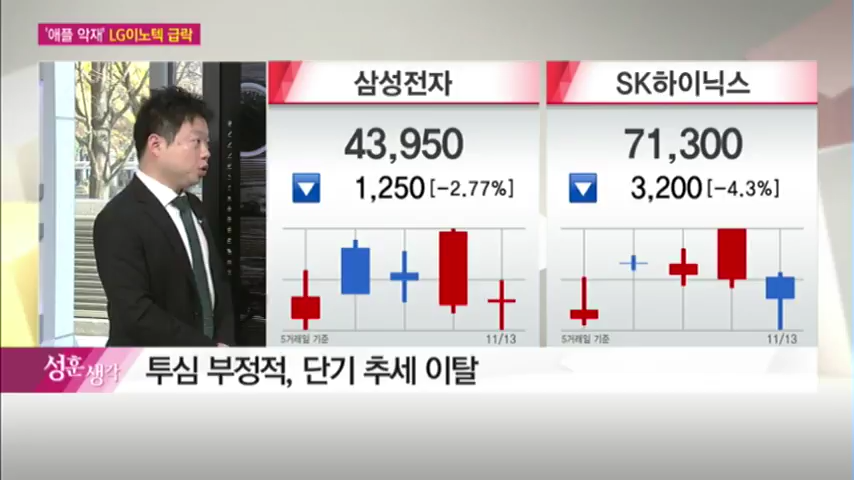 '애플 악재' LG이노텍 급락
삼성전자
43,950
▼ 1,250 [-2.77%]
5거래일 기준
11/13
SK하이닉스
71,300
▼ 3,200 [-4.3%]
5거래일 기준
11/13
성훈생각
투심 부정적, 단기 추세 이탈